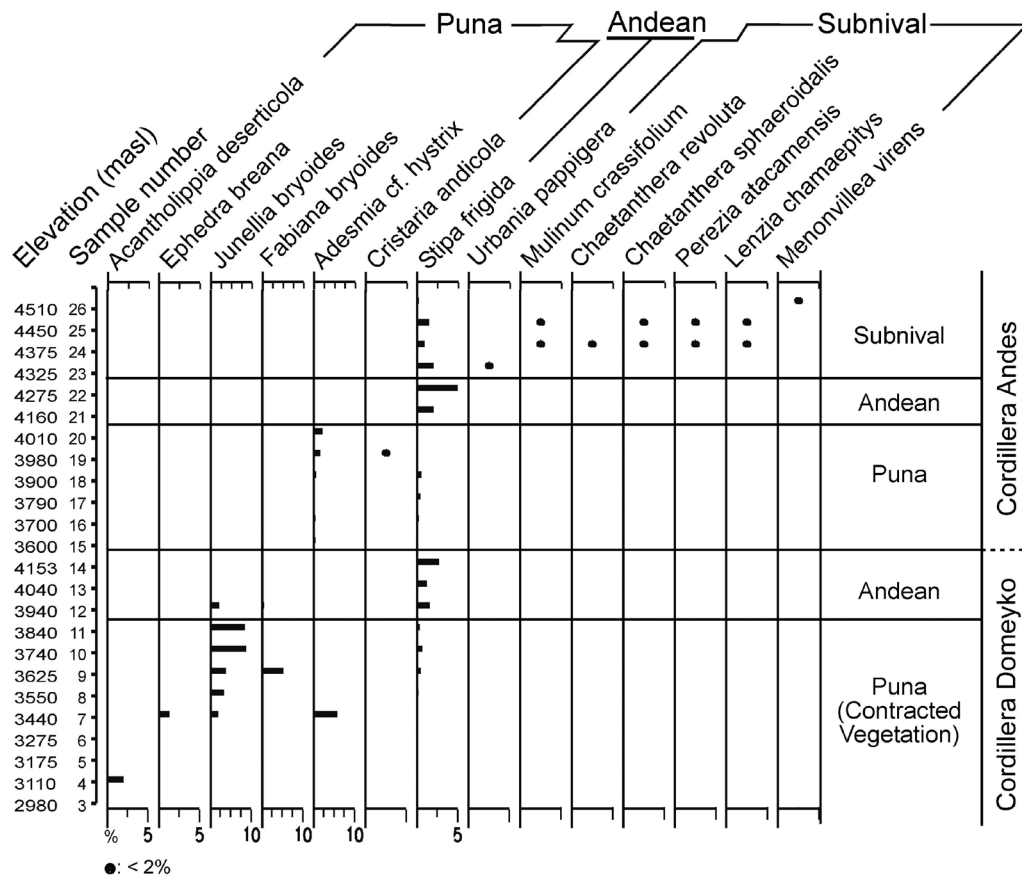 Puna Andean Subnival
Elevation (masl)
Sample number
Acantholippia deserticola
Ephedra breana
Junellia bryoides
Fabiana bryoides
Adesmia cf. hystrix
Cristaria andicola
Stipa frigida
Urbania pappigera
Mulinum crassifolium
Chaetanthera revoluta
Chaetanthera sphaeroidalis
Perezia atacamensis
Lenzia chamaepitys
Menonvillea virens
4510 26
4450 25
4375 24
4325 23
4275 22
4160 21
4010 20
3980 19
3900 18
3790 17
3700 16
3600 15
4153 14
4040 13
3940 12
3840 11
3740 10
3625 9
3550 8
3440 7
3275 6
3175 5
3110 4
2980 3
Subnival
Andean
Puna
Andean
Puna
(Contracted
Vegetation)
Cordillera Andes
Cordillera Domeyko
% 5 5 10 10 10 5
●: < 2%